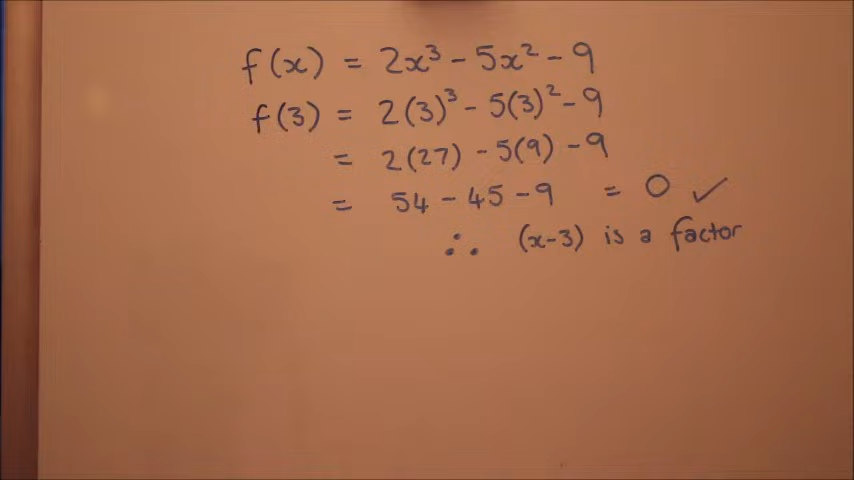 f(x) = 2x³ - 5x² - 9
f(3) = 2(3)³ - 5(3)² - 9
= 2(27) - 5(9) - 9
= 54 - 45 - 9 = 0 ✓
∴ (x-3) is a factor